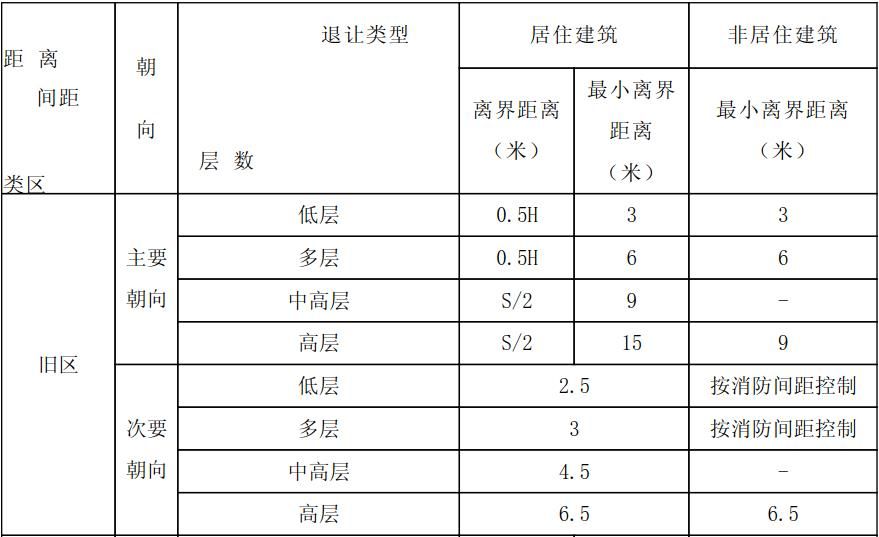 退让类型 居住建筑 非居住建筑
距 离
间距
类区
朝
向
层 数
离界距离
（米）
最小离界
距离
（米）
最小离界距离
（米）
旧区
主要
朝向
低层 0.5H 3 3
多层 0.5H 6 6
中高层 S/2 9 -
高层 S/2 15 9
次要
朝向
低层 2.5 按消防间距控制
多层 3 按消防间距控制
中高层 4.5 -
高层 6.5 6.5